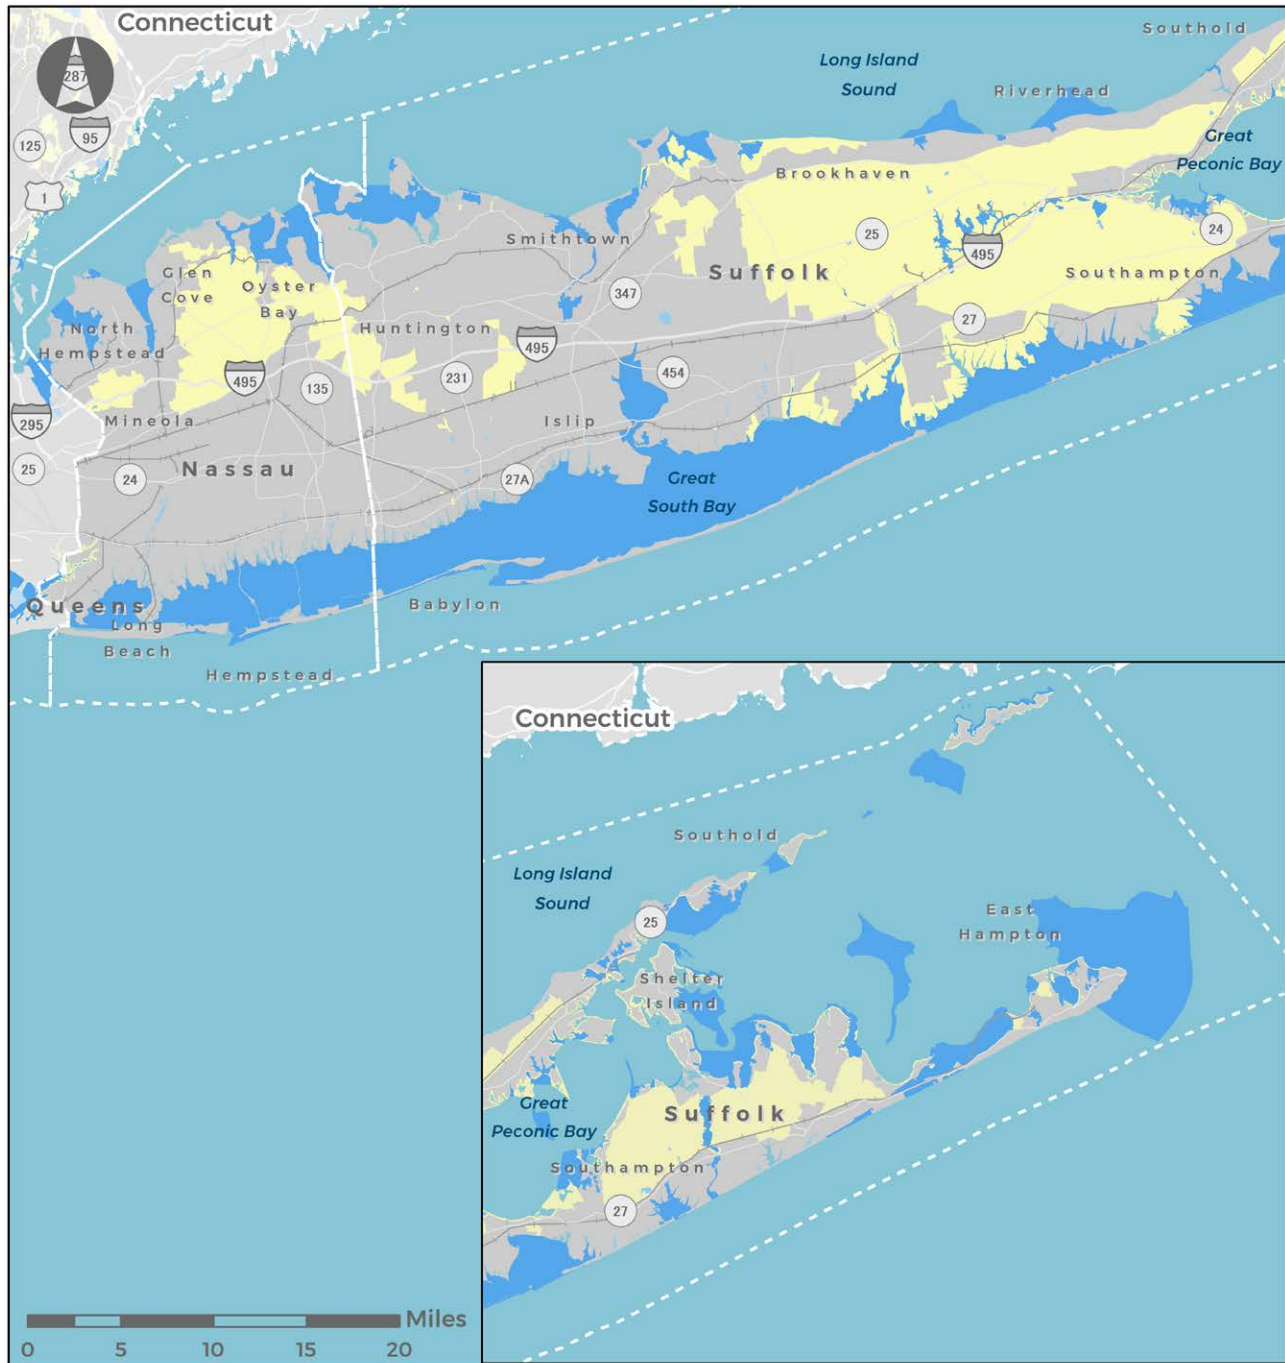 Connecticut
Southold
Long Island
Sound
287
Riverhead
95
125
Great
Peconic Bay
1
Brookhaven
25
24
Smithtown
495
Glen
Cove
Oyster
Bay
Suffolk
Southampton
347
North
Hempstead
Huntington
27
495
495
135
231
454
295
Mineola
Islip
25
24
Nassau
27A
Great
South Bay
Queens
Long
Beach
Babylon
Hempstead
Connecticut
Southold
Long Island
Sound
25
East
Hampton
Shelter
Island
Great
Peconic Bay
Suffolk
Southampton
27
Miles
0 5 10 15 20